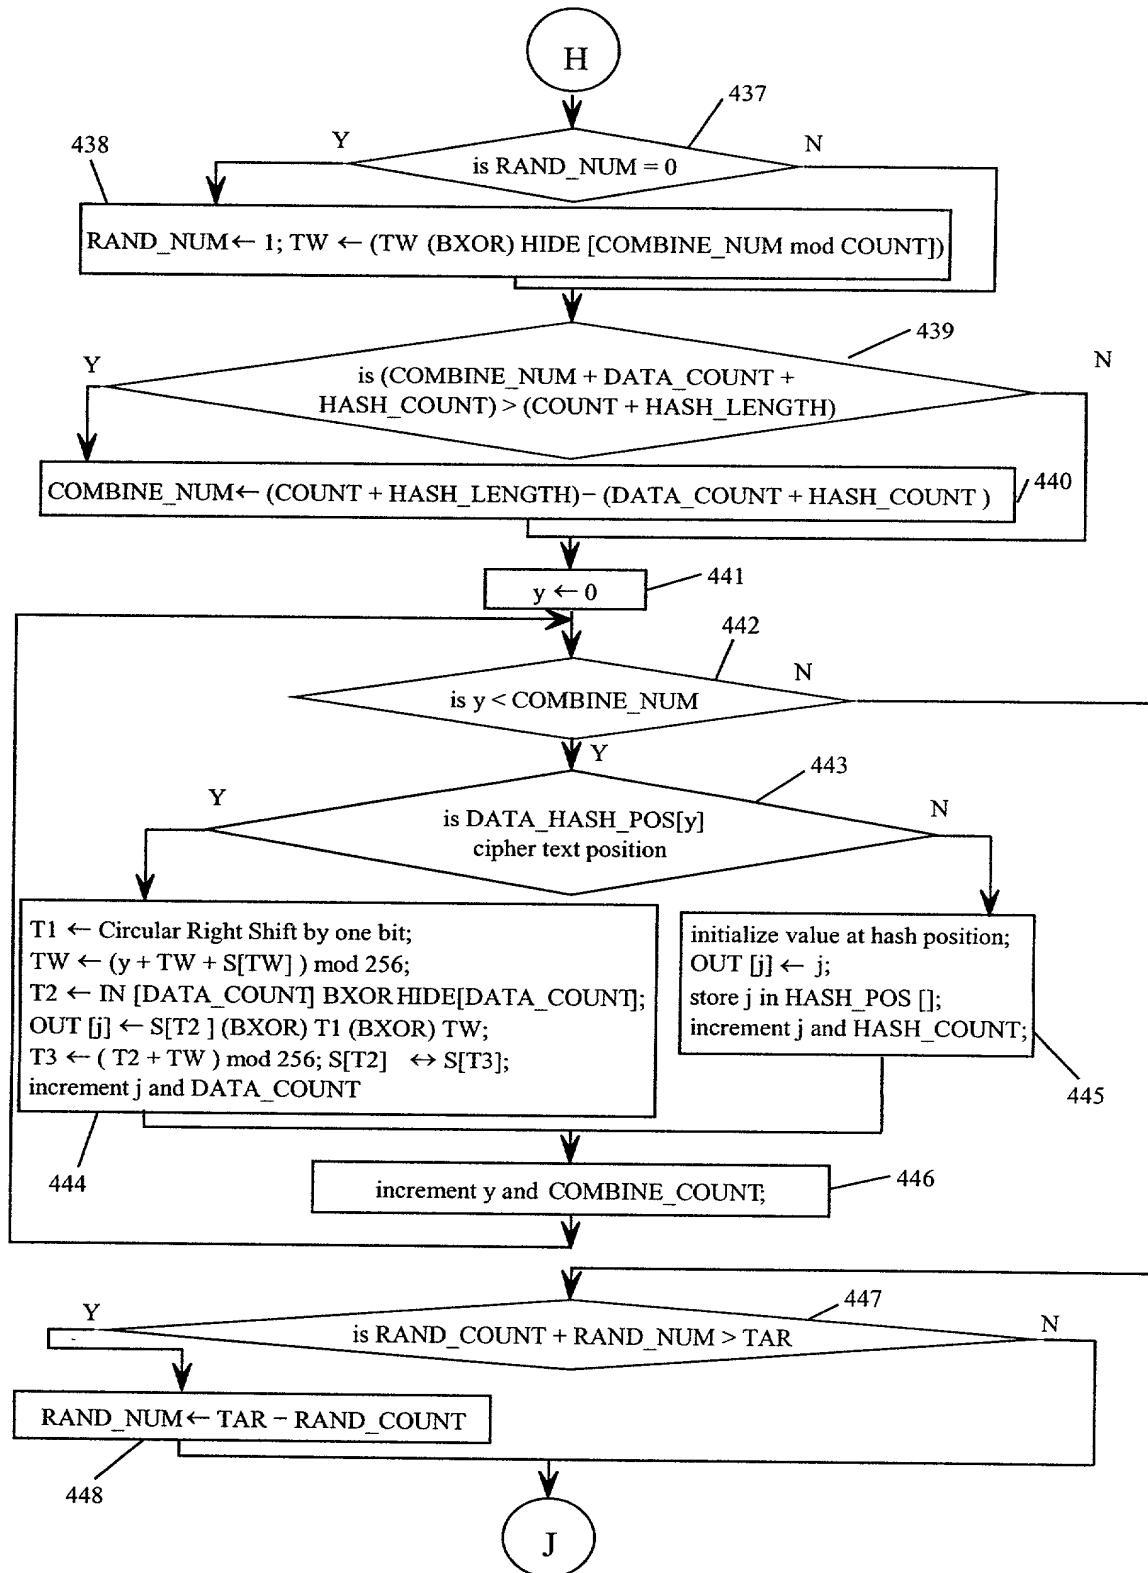 H
437
Y
N
438
is RAND_NUM = 0
RAND_NUM ← 1; TW ← (TW (BXOR) HIDE [COMBINE_NUM mod COUNT])
439
Y
N
is (COMBINE_NUM + DATA_COUNT +
HASH_COUNT) > (COUNT + HASH_LENGTH)
COMBINE_NUM ← (COUNT + HASH_LENGTH) – (DATA_COUNT + HASH_COUNT )
440
y ← 0
441
442
N
is y < COMBINE_NUM
Y
443
Y
N
is DATA_HASH_POS[y]
cipher text position
T1 ← Circular Right Shift by one bit;
TW ← (y + TW + S[TW] ) mod 256;
T2 ← IN [DATA_COUNT] BXOR HIDE[DATA_COUNT];
OUT [j] ← S[T2 ] (BXOR) T1 (BXOR) TW;
T3 ← ( T2 + TW ) mod 256; S[T2] ↔ S[T3];
increment j and DATA_COUNT
initialize value at hash position;
OUT [j] ← j;
store j in HASH_POS [];
increment j and HASH_COUNT;
445
444
increment y and COMBINE_COUNT;
446
447
Y
N
is RAND_COUNT + RAND_NUM > TAR
RAND_NUM ← TAR – RAND_COUNT
448
J